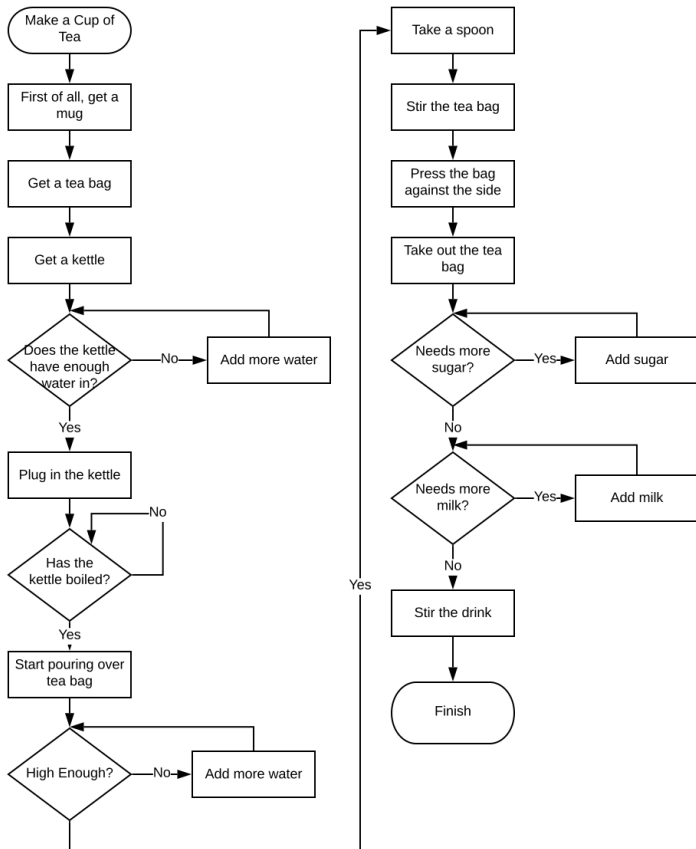 Make a Cup of
Tea
First of all, get a
mug
Get a tea bag
Get a kettle
Does the kettle
have enough
water in?
No
Add more water
Yes
Plug in the kettle
No
Has the
kettle boiled?
Yes
Start pouring over
tea bag
High Enough?
No
Add more water
Yes
Take a spoon
Stir the tea bag
Press the bag
against the side
Take out the tea
bag
Needs more
sugar?
Yes
Add sugar
No
Needs more
milk?
Yes
Add milk
No
Stir the drink
Finish